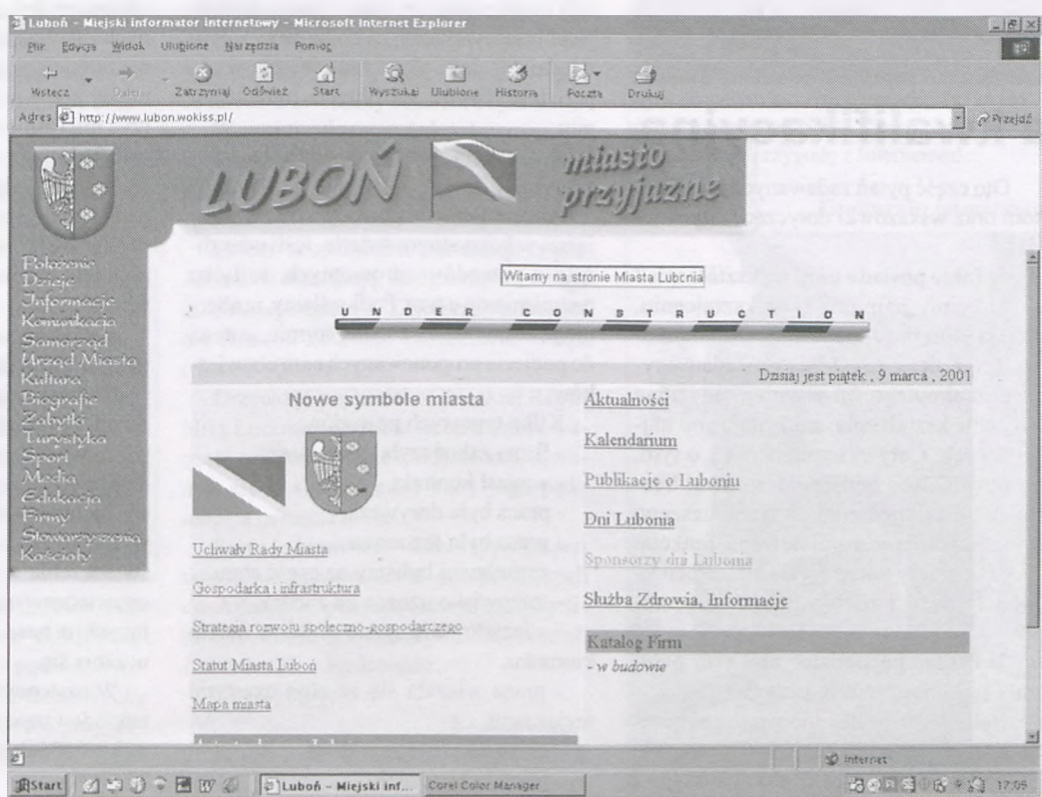 Luboń - Miejski informator internetowy - Microsoft Internet Explorer
Plik Edycja Widok Ulubione Narzędzia Pomoc
Wstecz Dalej Zatrzymaj Odśwież Start Wyszukaj Ulubione Historia Poczta Drukuj
Adres http://www.lubon.wokiss.pl/ Przejdź
LUBOŃ miasto przyjazne
Położenie
Dzieje
Informacje
Komunikacja
Samorząd
Urząd Miasta
Kultura
Biografie
Zabytki
Turystyka
Sport
Media
Edukacja
Firmy
Stowarzyszenia
Kościoły
Witamy na stronie Miasta Lubonia
UNDER CONSTRUCTION
Dzisiaj jest piątek , 9 marca , 2001
Nowe symbole miasta
Uchwały Rady Miasta
Gospodarka i infrastruktura
Strategia rozwoju społeczno-gospodarczego
Statut Miasta Luboń
Mapa miasta
Aktualności
Kalendarium
Publikacje o Luboniu
Dni Lubonia
Sponsorzy dni Lubonia
Służba Zdrowia, Informacje
Katalog Firm
- w budowie
Internet
Start Luboń - Miejski inf... Corel Color Manager 17:05